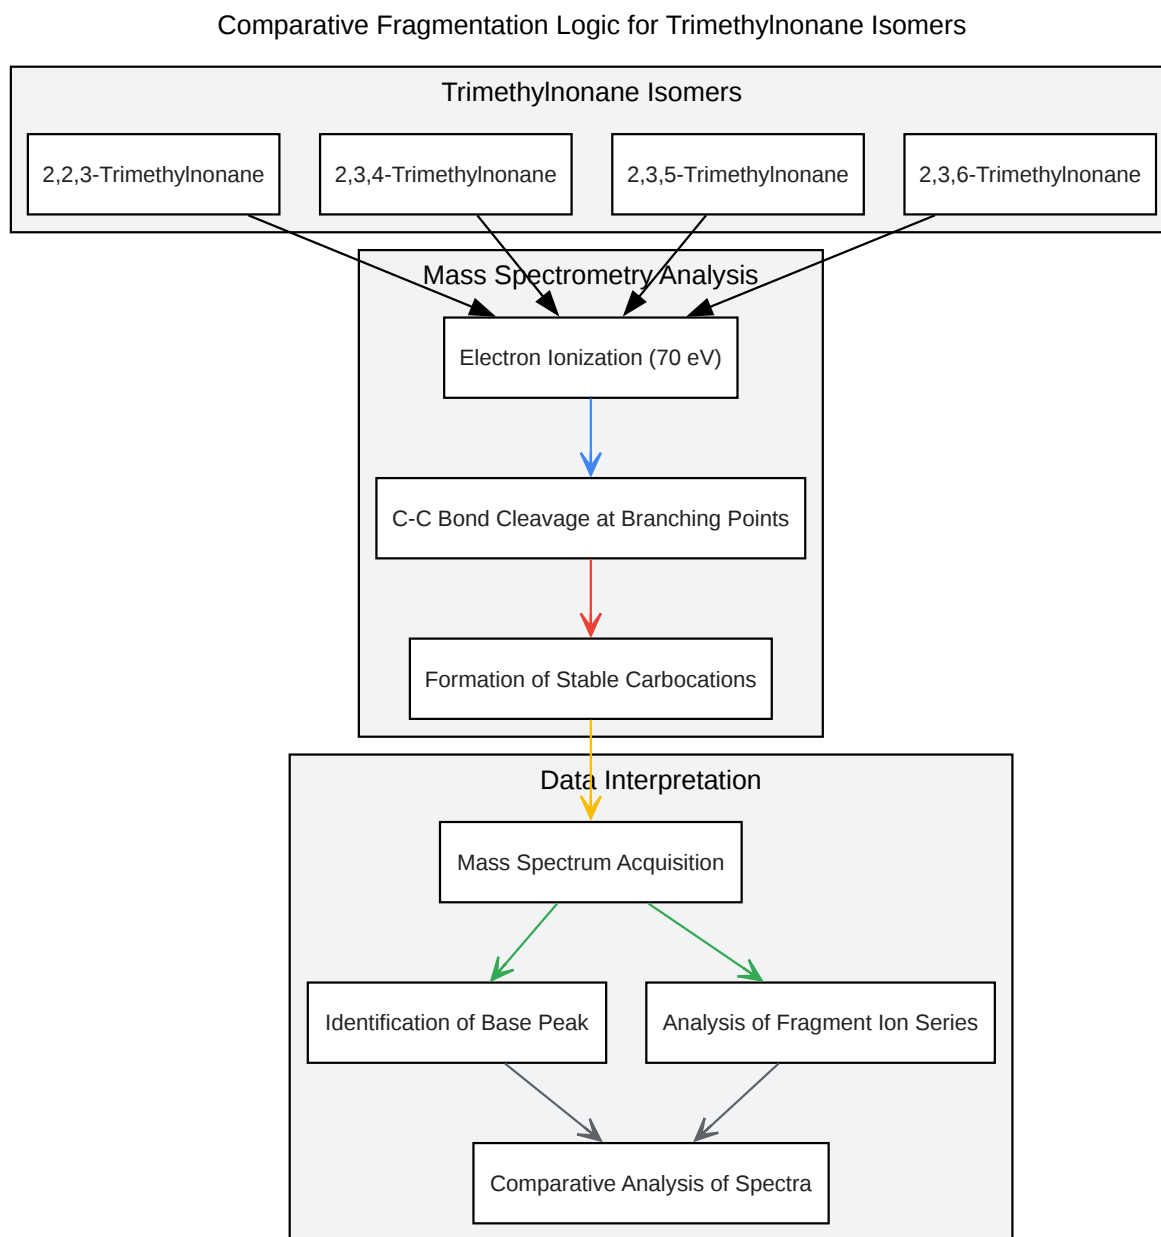 Comparative Fragmentation Logic for Trimethylnonane Isomers
Trimethylnonane Isomers
2,2,3-Trimethylnonane
2,3,4-Trimethylnonane
2,3,5-Trimethylnonane
2,3,6-Trimethylnonane
Mass Spectrometry Analysis
Electron Ionization (70 eV)
C-C Bond Cleavage at Branching Points
Formation of Stable Carbocations
Data Interpretation
Mass Spectrum Acquisition
Identification of Base Peak
Analysis of Fragment Ion Series
Comparative Analysis of Spectra